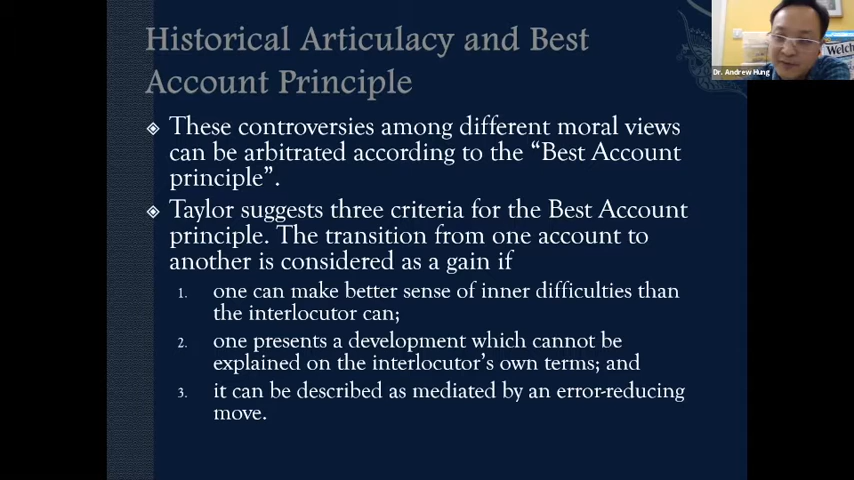 Historical Articulacy and Best
Account Principle
Dr. Andrew Hung
Welch
These controversies among different moral views
can be arbitrated according to the “Best Account
principle”.
Taylor suggests three criteria for the Best Account
principle. The transition from one account to
another is considered as a gain if
1. one can make better sense of inner difficulties than
the interlocutor can;
2. one presents a development which cannot be
explained on the interlocutor’s own terms; and
3. it can be described as mediated by an error-reducing
move.